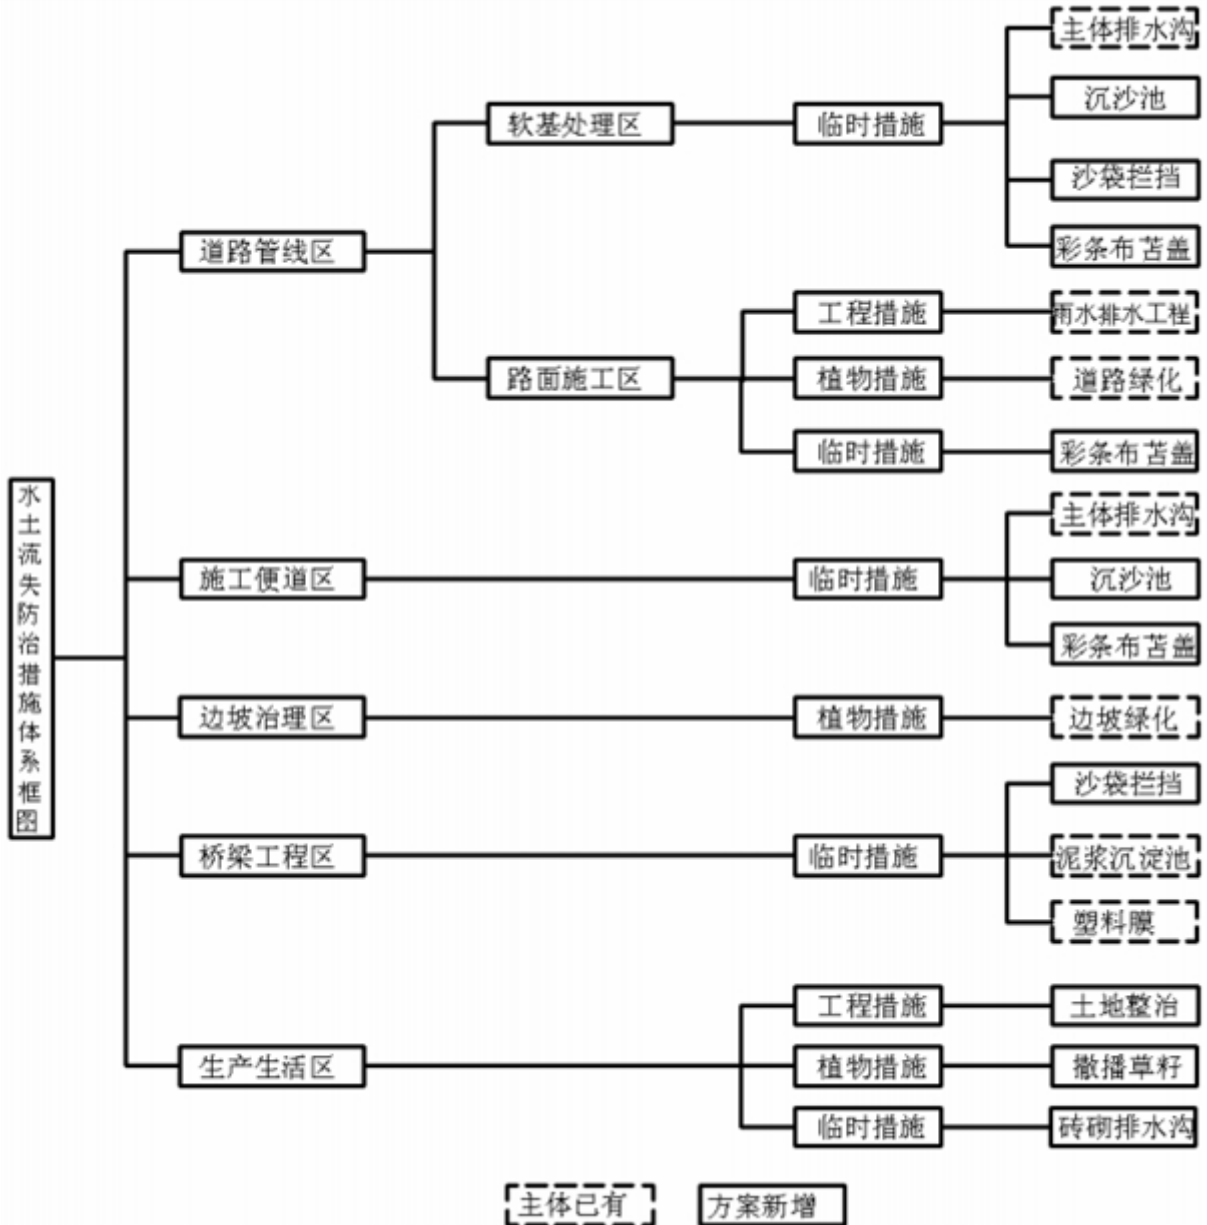 水土流失防治措施体系框图
道路管线区
软基处理区
临时措施
主体排水沟
沉沙池
沙袋拦挡
彩条布苫盖
路面施工区
工程措施
雨水排水工程
植物措施
道路绿化
临时措施
彩条布苫盖
施工便道区
临时措施
主体排水沟
沉沙池
彩条布苫盖
边坡治理区
植物措施
边坡绿化
桥梁工程区
临时措施
沙袋拦挡
泥浆沉淀池
塑料膜
生产生活区
工程措施
土地整治
植物措施
撒播草籽
临时措施
砖砌排水沟
主体已有
方案新增